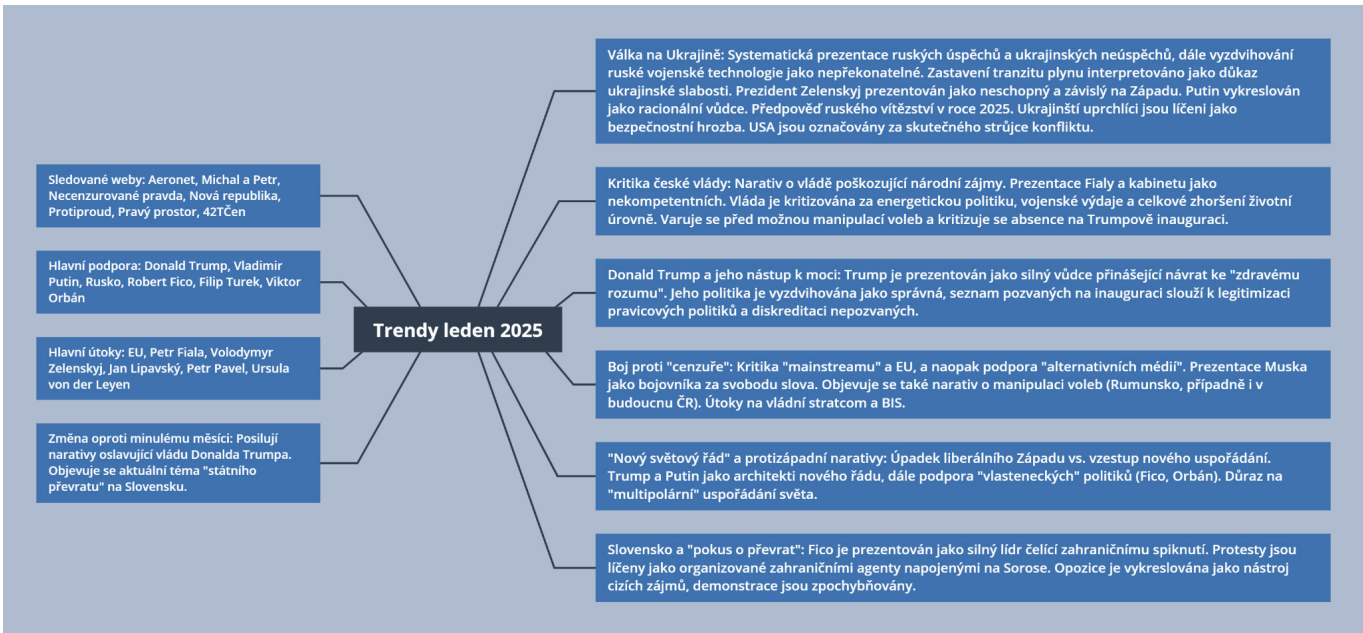 Sledované weby: Aeronet, Michal a Petr,
Necenzurované pravda, Nová republika,
Protiproud, Pravý prostor, 42TČen
Hlavní podpora: Donald Trump, Vladimir
Putin, Rusko, Robert Fico, Filip Turek, Viktor
Orbán
Hlavní útoky: EU, Petr Fiala, Volodymyr
Zelenskyj, Jan Lipavský, Petr Pavel, Ursula
von der Leyen
Změna oproti minulému měsíci: Posilují
narativy oslavující vládu Donalda Trumpa.
Objevuje se aktuální téma "státního
převratu" na Slovensku.
Trendy leden 2025
Válka na Ukrajině: Systematická prezentace ruských úspěchů a ukrajinských neúspěchů, dále vyzdvihování
ruské vojenské technologie jako nepřekonatelné. Zastavení tranzitu plynu interpretováno jako důkaz
ukrajinské slabosti. Prezident Zelenskyj prezentován jako neschopný a závislý na Západu. Putin vykreslován
jako racionální vůdce. Předpověď ruského vítězství v roce 2025. Ukrajinští uprchlíci jsou líčeni jako
bezpečnostní hrozba. USA jsou označovány za skutečného strůjce konfliktu.
Kritika české vlády: Narativ o vládě poškozující národní zájmy. Prezentace Fialy a kabinetu jako
nekompetentních. Vláda je kritizována za energetickou politiku, vojenské výdaje a celkové zhoršení životní
úrovně. Varuje se před možnou manipulací voleb a kritizuje se absence na Trumpově inauguraci.
Donald Trump a jeho nástup k moci: Trump je prezentován jako silný vůdce přinášející návrat ke "zdravému
rozumu". Jeho politika je vyzdvihována jako správná, seznam pozvaných na inauguraci slouží k legitimizaci
pravicových politiků a diskreditaci nepozvaných.
Boj proti "cenzuře": Kritika "mainstreamu" a EU, a naopak podpora "alternativních médií". Prezentace Muska
jako bojovníka za svobodu slova. Objevuje se také narativ o manipulaci voleb (Rumunsko, případně i v
budoucnu ČR). Útoky na vládní stratcom a BIS.
"Nový světový řád" a protizápadní narativy: Úpadek liberálního Západu vs. vzestup nového uspořádání.
Trump a Putin jako architekti nového řádu, dále podpora "vlasteneckých" politiků (Fico, Orbán). Důraz na
"multipolární" uspořádání světa.
Slovensko a "pokus o převrat": Fico je prezentován jako silný lídr čelící zahraničnímu spiknutí. Protesty jsou
líčeny jako organizované zahraničními agenty napojenými na Sorose. Opozice je vykreslována jako nástroj
cizích zájmů, demonstrace jsou zpochybňovány.